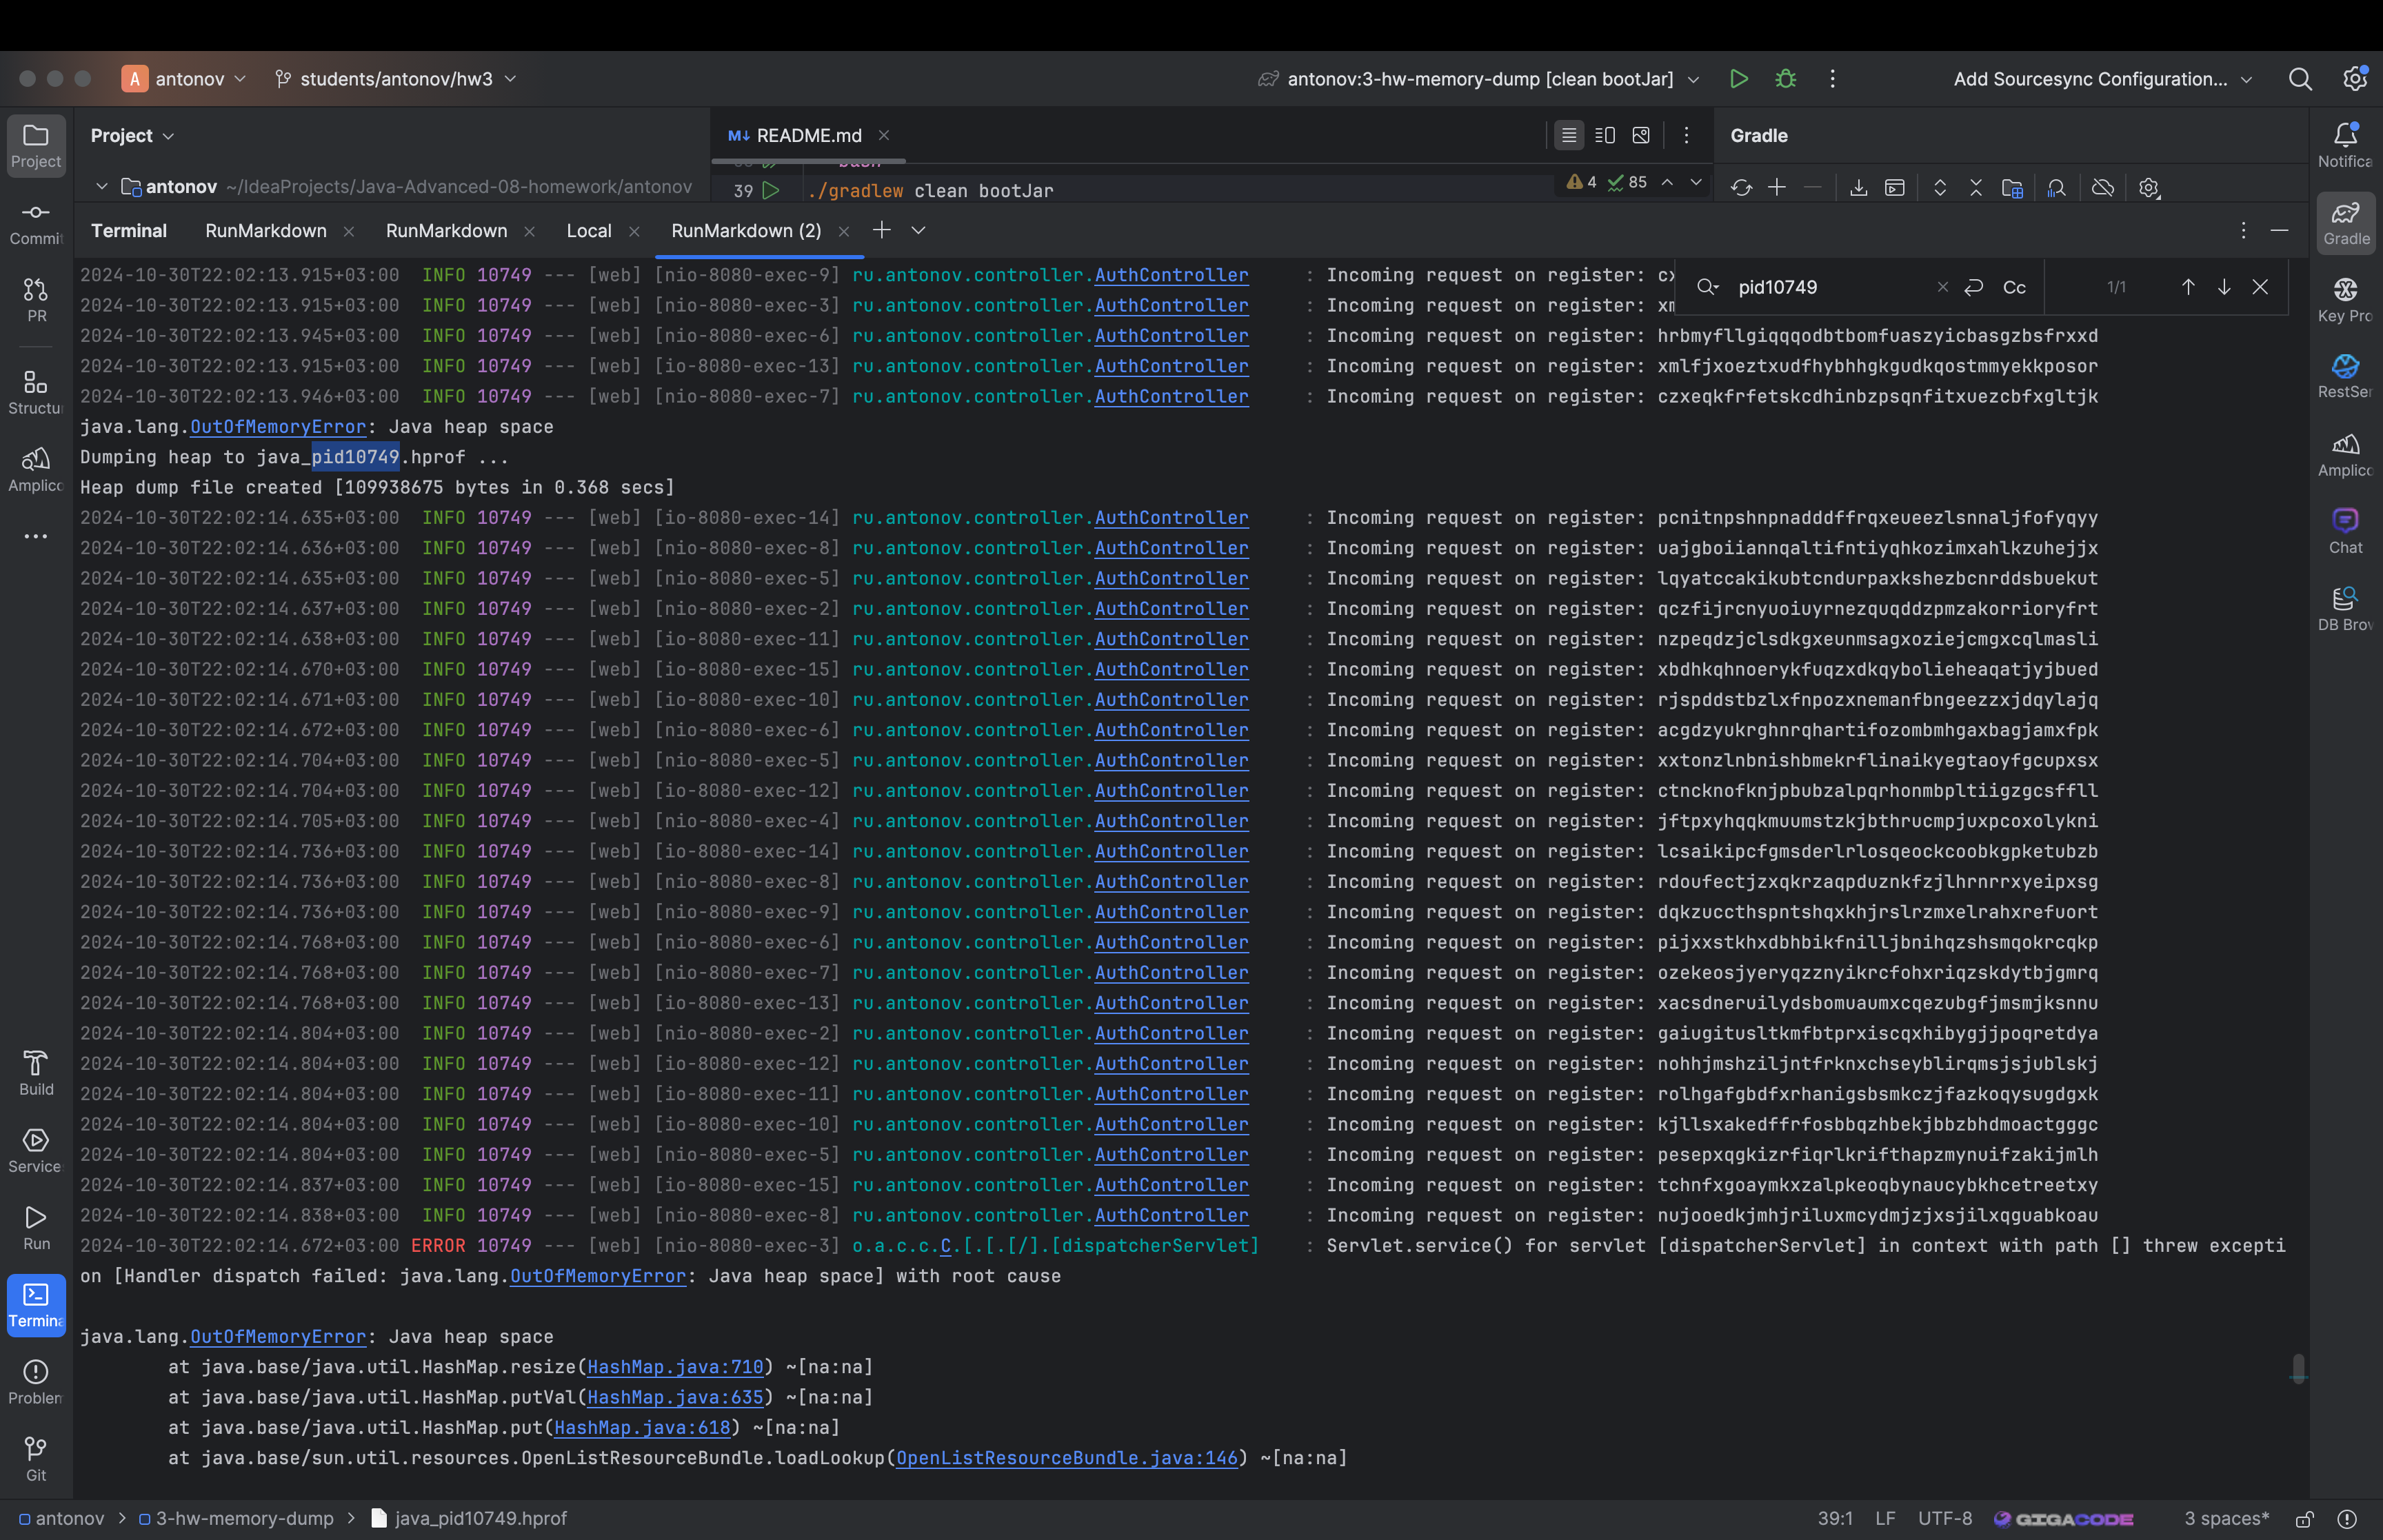 A antonov students/antonov/hw3 antonov:3-hw-memory-dump [clean bootJar] Add Sourcesync Configuration...
Project
Commit
PR
Structu
Amplico
Build
Service
Run
Termina
Problem
Git
Project M↓ README.md Gradle
antonov ~/IdeaProjects/Java-Advanced-08-homework/antonov 39 ./gradlew clean bootJar 4 85
Terminal RunMarkdown RunMarkdown Local RunMarkdown (2)
pid10749 Cc 1/1
2024-10-30T22:02:13.915+03:00 INFO 10749 --- [web] [nio-8080-exec-9] ru.antonov.controller.AuthController : Incoming request on register: cx
2024-10-30T22:02:13.915+03:00 INFO 10749 --- [web] [nio-8080-exec-3] ru.antonov.controller.AuthController : Incoming request on register: xm
2024-10-30T22:02:13.945+03:00 INFO 10749 --- [web] [nio-8080-exec-6] ru.antonov.controller.AuthController : Incoming request on register: hrbmyfllgiqqqodbtbomfuaszyicbasgzbsfrxxd
2024-10-30T22:02:13.915+03:00 INFO 10749 --- [web] [io-8080-exec-13] ru.antonov.controller.AuthController : Incoming request on register: xmlfjxoeztxudfhybhhgkgudkqostmmyekkposor
2024-10-30T22:02:13.946+03:00 INFO 10749 --- [web] [nio-8080-exec-7] ru.antonov.controller.AuthController : Incoming request on register: czxeqkfrfetskcdhinbzpsqnfitxuezcbfxgltjk
java.lang.OutOfMemoryError: Java heap space
Dumping heap to java_pid10749.hprof ...
Heap dump file created [109938675 bytes in 0.368 secs]
2024-10-30T22:02:14.635+03:00 INFO 10749 --- [web] [io-8080-exec-14] ru.antonov.controller.AuthController : Incoming request on register: pcnitnpshnpnadddffrqxeueezlsnnaljfofyqyy
2024-10-30T22:02:14.636+03:00 INFO 10749 --- [web] [nio-8080-exec-8] ru.antonov.controller.AuthController : Incoming request on register: uajgboiiannqaltifntiyqhkozimxahlkzuhejjx
2024-10-30T22:02:14.635+03:00 INFO 10749 --- [web] [nio-8080-exec-5] ru.antonov.controller.AuthController : Incoming request on register: lqyatccakikubtcndurpaxkshezbcnrddsbuekut
2024-10-30T22:02:14.637+03:00 INFO 10749 --- [web] [nio-8080-exec-2] ru.antonov.controller.AuthController : Incoming request on register: qczfijrcnyuoiuyrnezquqddzpmzakorrioryfrt
2024-10-30T22:02:14.638+03:00 INFO 10749 --- [web] [io-8080-exec-11] ru.antonov.controller.AuthController : Incoming request on register: nzpeqdzjclsdkgxeunmsagxoziejcmgxcqlmasli
2024-10-30T22:02:14.670+03:00 INFO 10749 --- [web] [io-8080-exec-15] ru.antonov.controller.AuthController : Incoming request on register: xbdhkqhnoerykfuqzxdkqybolieheaqatjyjbued
2024-10-30T22:02:14.671+03:00 INFO 10749 --- [web] [io-8080-exec-10] ru.antonov.controller.AuthController : Incoming request on register: rjspddstbzlxfnpozxnemanfbngeezzxjdqylajq
2024-10-30T22:02:14.672+03:00 INFO 10749 --- [web] [nio-8080-exec-6] ru.antonov.controller.AuthController : Incoming request on register: acgdzyukrghnrqhartifozombmhgaxbagjamxfpk
2024-10-30T22:02:14.704+03:00 INFO 10749 --- [web] [nio-8080-exec-5] ru.antonov.controller.AuthController : Incoming request on register: xxtonzlnbnishbmekrflinaikyegtaoyfgcupxsx
2024-10-30T22:02:14.704+03:00 INFO 10749 --- [web] [io-8080-exec-12] ru.antonov.controller.AuthController : Incoming request on register: ctncknofknjpbubzalpqrhonmbpltiigzgcsffll
2024-10-30T22:02:14.705+03:00 INFO 10749 --- [web] [nio-8080-exec-4] ru.antonov.controller.AuthController : Incoming request on register: jftpxyhqqkmuumstzkjbthrucmpjuxpcoxolykni
2024-10-30T22:02:14.736+03:00 INFO 10749 --- [web] [io-8080-exec-14] ru.antonov.controller.AuthController : Incoming request on register: lcsaikipcfgmsderlrlosqeockcoobkgpketubzb
2024-10-30T22:02:14.736+03:00 INFO 10749 --- [web] [nio-8080-exec-8] ru.antonov.controller.AuthController : Incoming request on register: rdoufectjzxqkrzaqpduznkfzjlhrnrrxyeipxsg
2024-10-30T22:02:14.736+03:00 INFO 10749 --- [web] [nio-8080-exec-9] ru.antonov.controller.AuthController : Incoming request on register: dqkzuccthspntshqxkhjrslrzmxelrahxrefuort
2024-10-30T22:02:14.768+03:00 INFO 10749 --- [web] [nio-8080-exec-6] ru.antonov.controller.AuthController : Incoming request on register: pijxxstkhxdbhbikfnilljbnihqzshsmqokrcqkp
2024-10-30T22:02:14.768+03:00 INFO 10749 --- [web] [nio-8080-exec-7] ru.antonov.controller.AuthController : Incoming request on register: ozekeosjyeryqzznyikrcfohxriqzskdytbjgmrq
2024-10-30T22:02:14.768+03:00 INFO 10749 --- [web] [io-8080-exec-13] ru.antonov.controller.AuthController : Incoming request on register: xacsdneruilydsbomuaumxcqezubgfjmsmjksnnu
2024-10-30T22:02:14.804+03:00 INFO 10749 --- [web] [nio-8080-exec-2] ru.antonov.controller.AuthController : Incoming request on register: gaiugitusltkmfbtprxiscqxhibygjjpoqretdya
2024-10-30T22:02:14.804+03:00 INFO 10749 --- [web] [io-8080-exec-12] ru.antonov.controller.AuthController : Incoming request on register: nohhjmshziljntfrknxchseyblirqmsjsjublskj
2024-10-30T22:02:14.804+03:00 INFO 10749 --- [web] [io-8080-exec-11] ru.antonov.controller.AuthController : Incoming request on register: rolhgafgbdfxrhanigsbsmkczjfazkoqysugdgxk
2024-10-30T22:02:14.804+03:00 INFO 10749 --- [web] [io-8080-exec-10] ru.antonov.controller.AuthController : Incoming request on register: kjllsxakedffrfosbbqzhbekjbbzbhdmoactgggc
2024-10-30T22:02:14.804+03:00 INFO 10749 --- [web] [nio-8080-exec-5] ru.antonov.controller.AuthController : Incoming request on register: pesepxqgkizrfiqrlkrifthapzmynuifzakijmlh
2024-10-30T22:02:14.837+03:00 INFO 10749 --- [web] [io-8080-exec-15] ru.antonov.controller.AuthController : Incoming request on register: tchnfxgoaymkxzalpkeoqbynaucybkhcetreetxy
2024-10-30T22:02:14.838+03:00 INFO 10749 --- [web] [nio-8080-exec-8] ru.antonov.controller.AuthController : Incoming request on register: nujooedkjmhjriluxmcydmjzjxsjilxqguabkoau
2024-10-30T22:02:14.672+03:00 ERROR 10749 --- [web] [nio-8080-exec-3] o.a.c.c.C.[.[.[/].[dispatcherServlet] : Servlet.service() for servlet [dispatcherServlet] in context with path [] threw excepti
on [Handler dispatch failed: java.lang.OutOfMemoryError: Java heap space] with root cause
java.lang.OutOfMemoryError: Java heap space
at java.base/java.util.HashMap.resize(HashMap.java:710) ~[na:na]
at java.base/java.util.HashMap.putVal(HashMap.java:635) ~[na:na]
at java.base/java.util.HashMap.put(HashMap.java:618) ~[na:na]
at java.base/sun.util.resources.OpenListResourceBundle.loadLookup(OpenListResourceBundle.java:146) ~[na:na]
Notifica
Gradle
Key Pro
RestSer
Amplico
Chat
DB Brow
antonov > 3-hw-memory-dump > java_pid10749.hprof 39:1 LF UTF-8 GIGACODE 3 spaces*